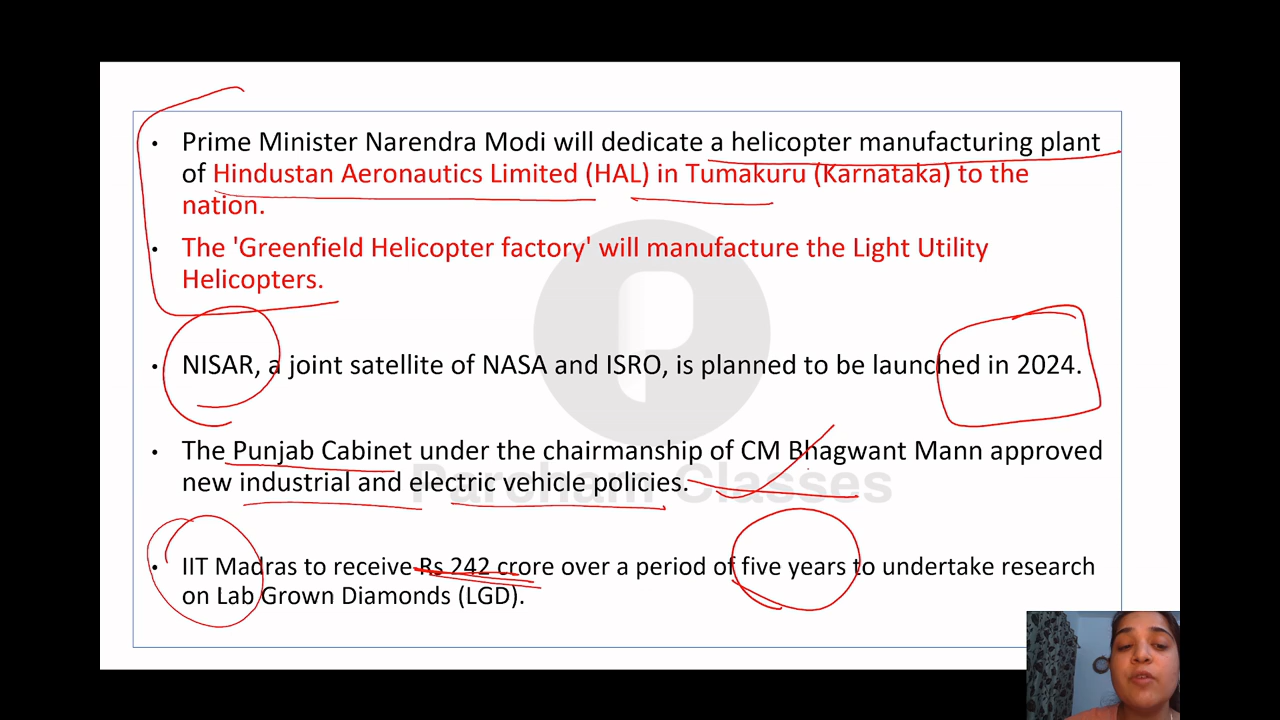 • Prime Minister Narendra Modi will dedicate a helicopter manufacturing plant
of Hindustan Aeronautics Limited (HAL) in Tumakuru (Karnataka) to the
nation.
• The 'Greenfield Helicopter factory' will manufacture the Light Utility
Helicopters.
• NISAR, a joint satellite of NASA and ISRO, is planned to be launched in 2024.
• The Punjab Cabinet under the chairmanship of CM Bhagwant Mann approved
new industrial and electric vehicle policies.
Parcham Classes
• IIT Madras to receive Rs 242 crore over a period of five years to undertake research
on Lab Grown Diamonds (LGD).